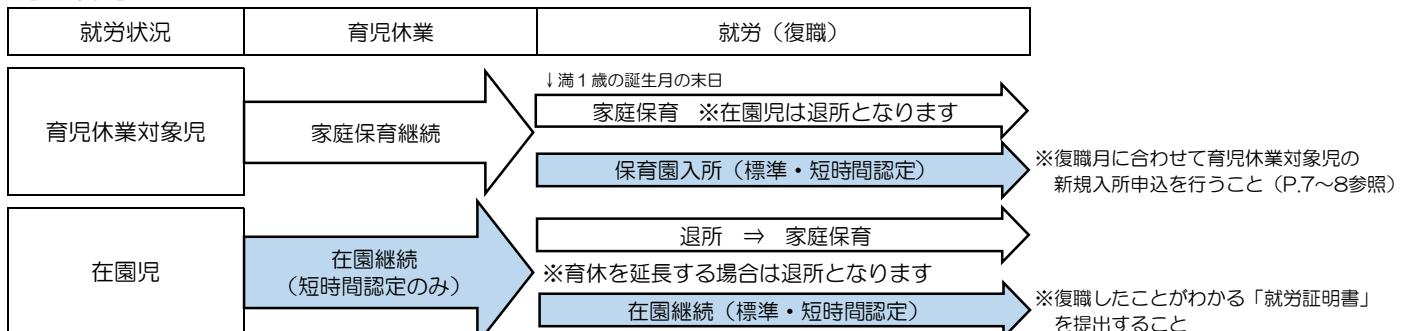 就労状況
育児休業
就労（復職）
↓満１歳の誕生月の末日
育児休業対象児
家庭保育継続
家庭保育　※在園児は退所となります
保育園入所（標準・短時間認定）
※復職月に合わせて育児休業対象児の
新規入所申込を行うこと（P.7～8参照）
在園児
在園継続
（短時間認定のみ）
退所　⇒　家庭保育
※育休を延長する場合は退所となります
在園継続（標準・短時間認定）
※復職したことがわかる「就労証明書」
を提出すること